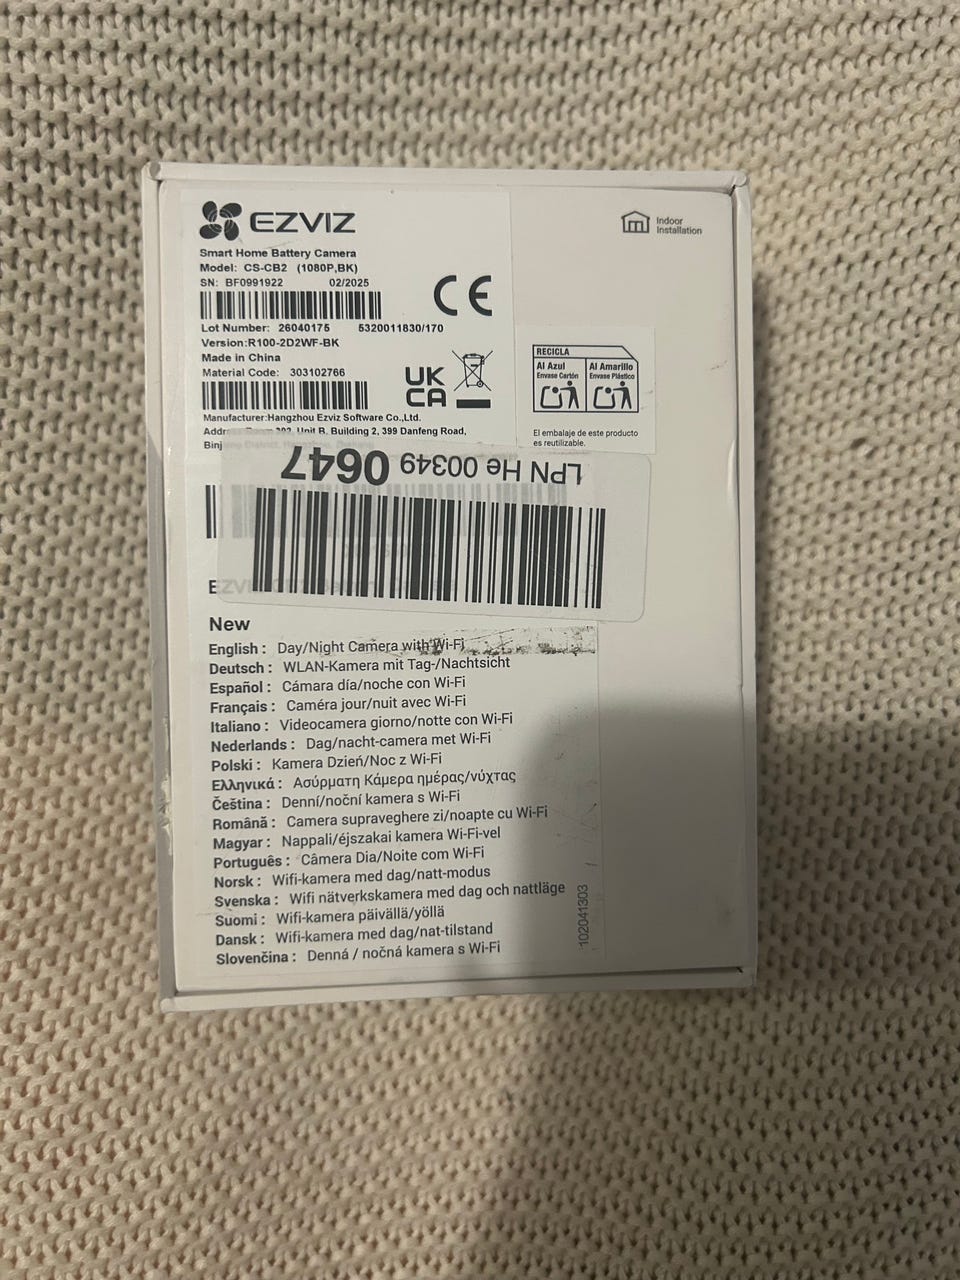 EZVIZ
Smart Home Battery Camera
Model: CS-CB2 (1080P,BK)
SN: BF0991922 02/2025
Lot Number: 26040175 5320011830/170
Version:R100-2D2WF-BK
Made in China
Material Code: 303102766
Manufacturer:Hangzhou Ezviz Software Co.,Ltd.
Unit B, Building 2, 399 Danfeng Road,
Binj
CE
UK
CA
Indoor
Installation
RECICLA
Al Azul
Envase Cartón
Al Amarillo
Envase Plástico
El embalaje de este producto
es reutilizable.
LPN He 00349 0647
New
English : Day/Night Camera with Wi-Fi
Deutsch : WLAN-Kamera mit Tag-/Nachtsicht
Español : Cámara día/noche con Wi-Fi
Français : Caméra jour/nuit avec Wi-Fi
Italiano : Videocamera giorno/notte con Wi-Fi
Nederlands : Dag/nacht-camera met Wi-Fi
Polski : Kamera Dzień/Noc z Wi-Fi
Ελληνικά : Ασύρματη Κάμερα ημέρας/νύχτας
Čeština : Denní/noční kamera s Wi-Fi
Română : Camera supraveghere zi/noapte cu Wi-Fi
Magyar : Nappali/éjszakai kamera Wi-Fi-vel
Português : Câmera Dia/Noite com Wi-Fi
Norsk : Wifi-kamera med dag/natt-modus
Svenska : Wifi nätverkskamera med dag och nattläge
Suomi : Wifi-kamera päivällä/yöllä
Dansk : Wifi-kamera med dag/nat-tilstand
Slovenčina : Denná / nočná kamera s Wi-Fi
102041303